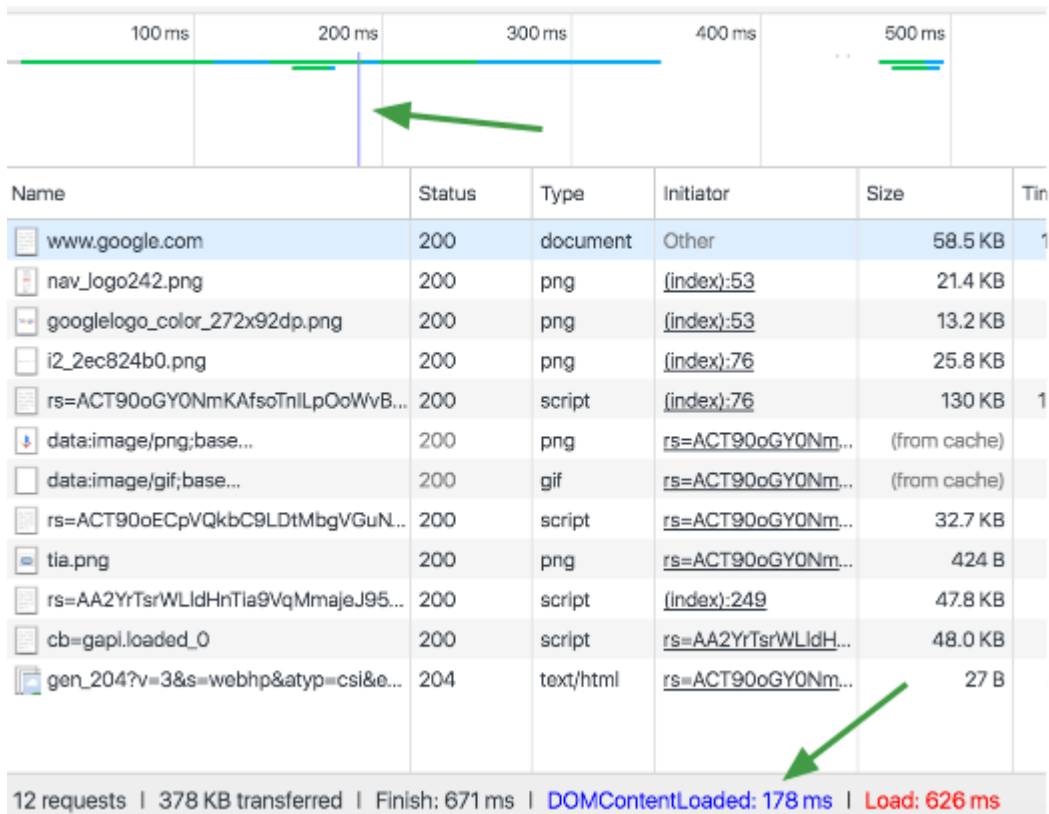 100 ms 200 ms 300 ms 400 ms 500 ms
Name Status Type Initiator Size Tin
www.google.com 200 document Other 58.5 KB 1
nav_logo242.png 200 png (index):53 21.4 KB
googlelogo_color_272x92dp.png 200 png (index):53 13.2 KB
i2_2ec824b0.png 200 png (index):76 25.8 KB
rs=ACT90oGY0NmKAfsoTnILpOoWvB... 200 script (index):76 130 KB 1
data:image/png;base... 200 png rs=ACT90oGY0Nm... (from cache)
data:image/gif;base... 200 gif rs=ACT90oGY0Nm... (from cache)
rs=ACT90oECpVQkbC9LDtMbgVGuN... 200 script rs=ACT90oGY0Nm... 32.7 KB
tia.png 200 png rs=ACT90oGY0Nm... 424 B
rs=AA2YrTsrWLldHnTia9VqMmajeJ95... 200 script (index):249 47.8 KB
cb=gapi.loaded_0 200 script rs=AA2YrTsrWLldH... 48.0 KB
gen_204?v=3&s=webhp&atyp=csi&e... 204 text/html rs=ACT90oGY0Nm... 27 B
12 requests | 378 KB transferred | Finish: 671 ms | DOMContentLoaded: 178 ms | Load: 626 ms